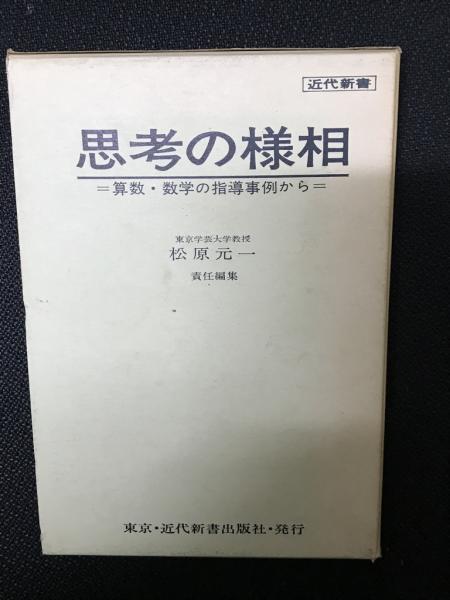 近代新書
思考の様相
=算数・数学の指導事例から=
東京学芸大学教授
松原元一
責任編集
東京・近代新書出版社・発行